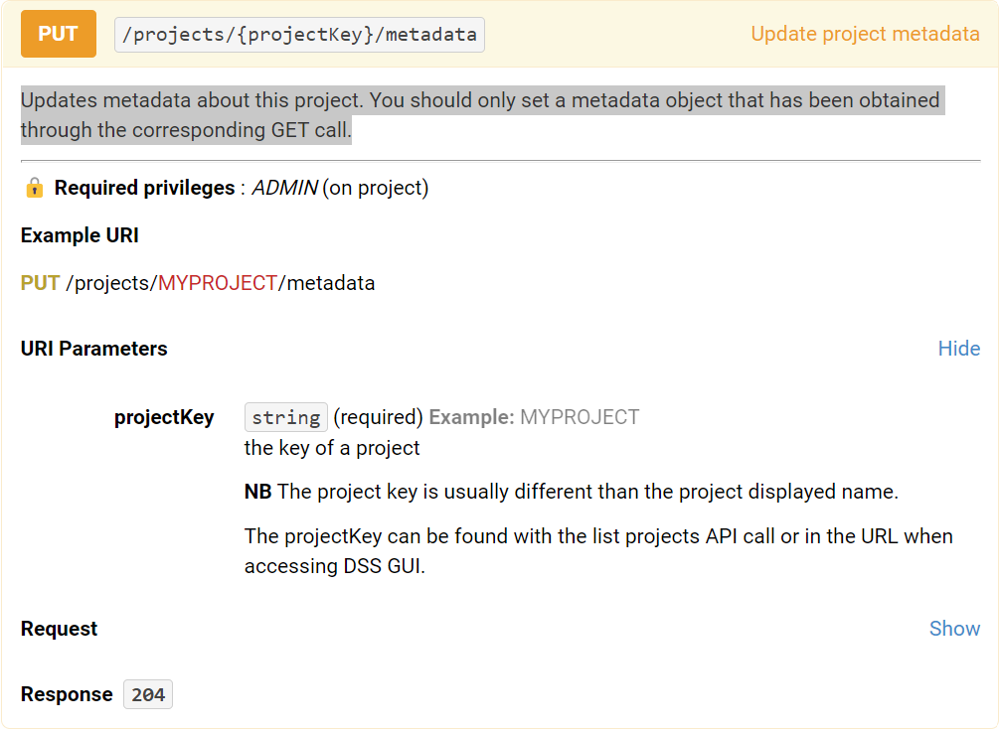 PUT /projects/{projectKey}/metadata Update project metadata
Updates metadata about this project. You should only set a metadata object that has been obtained
through the corresponding GET call.
Required privileges : ADMIN (on project)
Example URI
PUT /projects/MYPROJECT/metadata
URI Parameters Hide
projectKey string (required) Example: MYPROJECT
the key of a project
NB The project key is usually different than the project displayed name.
The projectKey can be found with the list projects API call or in the URL when
accessing DSS GUI.
Request Show
Response 204